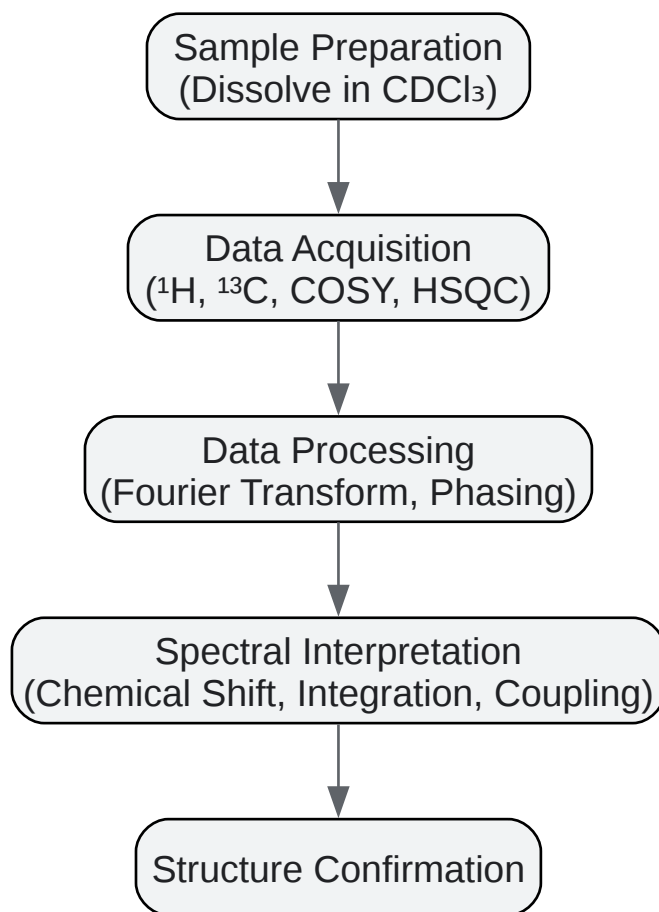 Sample Preparation
(Dissolve in CDCl₃)
Data Acquisition
(¹H, ¹³C, COSY, HSQC)
Data Processing
(Fourier Transform, Phasing)
Spectral Interpretation
(Chemical Shift, Integration, Coupling)
Structure Confirmation